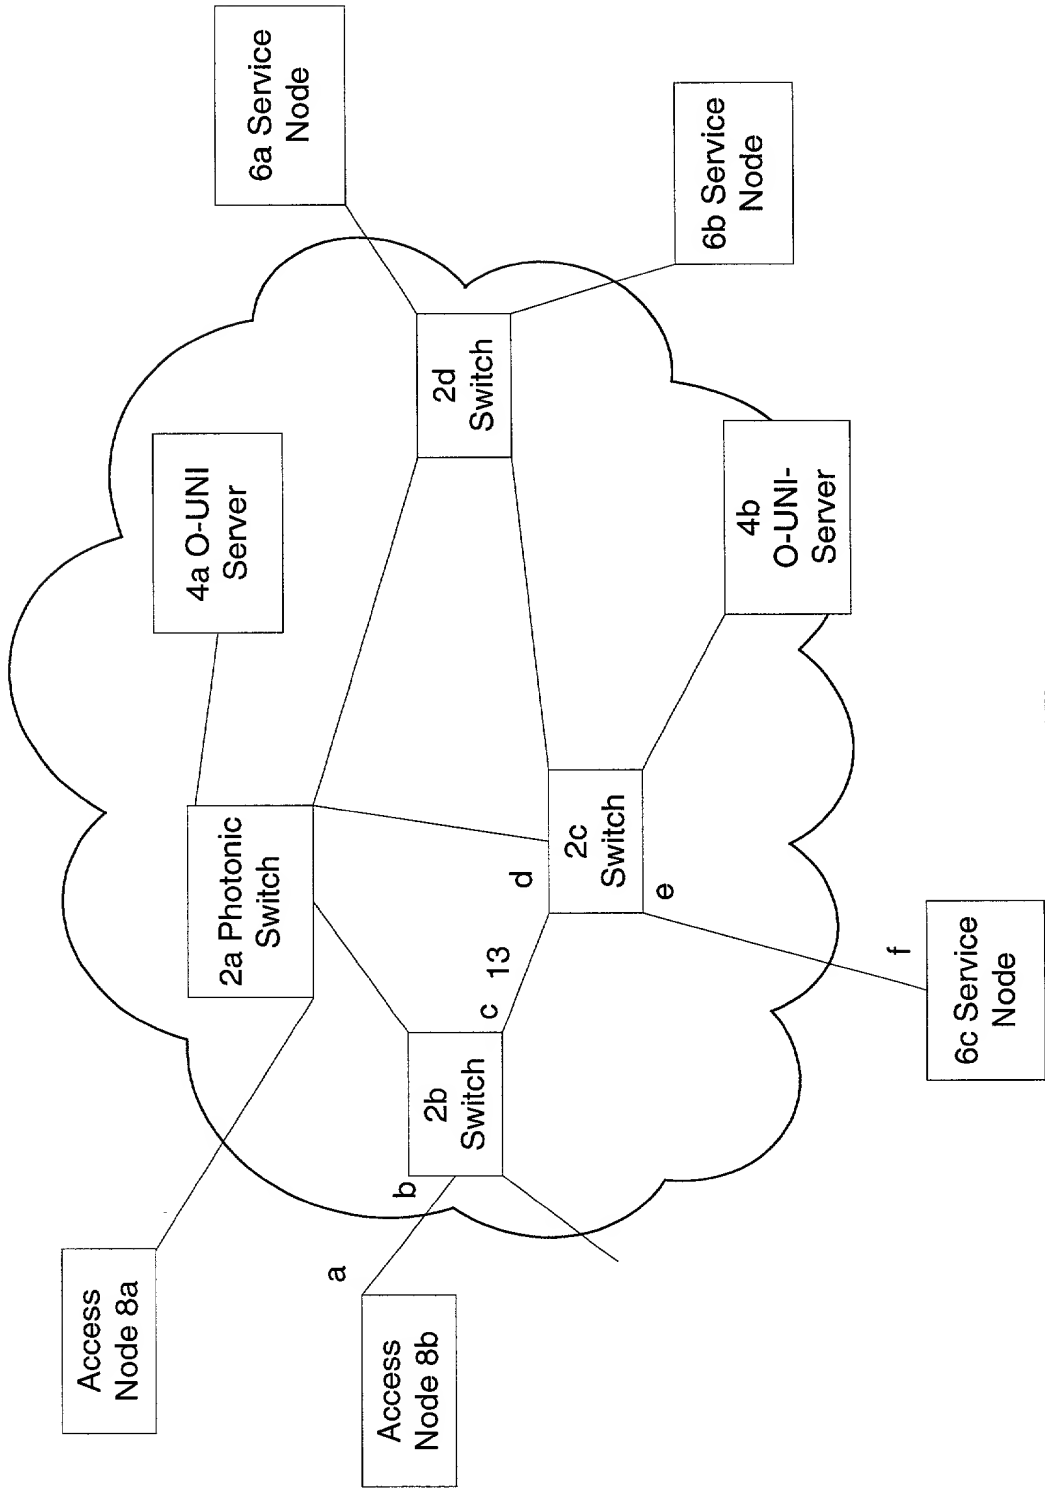 Access
Node 8a
2a Photonic
Switch
4a O-UNI
Server
6a Service
Node
Access
Node 8b
a
b
2b
Switch
c
13
d
2c
Switch
e
2d
Switch
6b Service
Node
4b
O-UNI-
Server
6c Service
Node
f